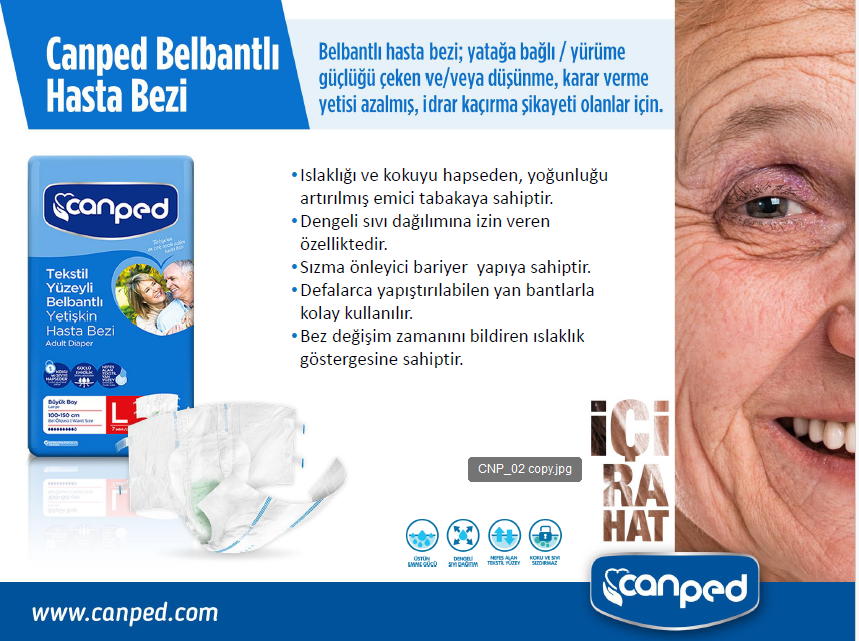 Canped Belbantlı
Hasta Bezi
Belbantlı hasta bezi; yatağa bağlı / yürüme
güçlüğü çeken ve/veya düşünme, karar verme
yetisi azalmış, idrar kaçırma şikayeti olanlar için.
canped
Tekstil
Yüzeyli
Belbantlı
Yetişkin
Hasta Bezi
Adult Diaper
Büyük Boy
Large
100-150 cm
Bel Ölçüsü / Waist Size
L
•Islaklığı ve kokuyu hapseden, yoğunluğu
artırılmış emici tabakaya sahiptir.
•Dengeli sıvı dağılımına izin veren
özelliktedir.
•Sızma önleyici bariyer  yapıya sahiptir.
•Defalarca yapıştırılabilen yan bantlarla
kolay kullanılır.
•Bez değişim zamanını bildiren ıslaklık
göstergesine sahiptir.
CNP_02 copy.jpg
İÇİ
RA
HAT
ÜSTÜN
EMME GÜCÜ
DENGELİ
SIVI DAĞITIM
NEFES ALAN
TEKSTİL YÜZEY
KOKU VE SIVI
SIZDIRMAZ
www.canped.com
canped